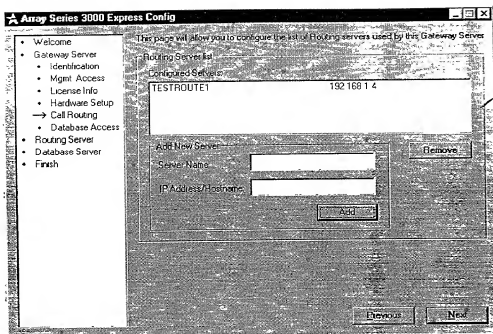 Array Series 3000 Express Config
Welcome
Gateway Server
Identification
Mgmt. Access
License Info
Hardware Setup
Call Routing
Database Access
Routing Server
Database Server
Finish
This page will allow you to configure the list of Routing servers used by this Gateway Server
Routing Server list
Configured Servers:
TESTROUTE1 192.168.1.4
Add New Server
Server Name:
IP Address/Hostname:
Add
Remove
Previous
Next